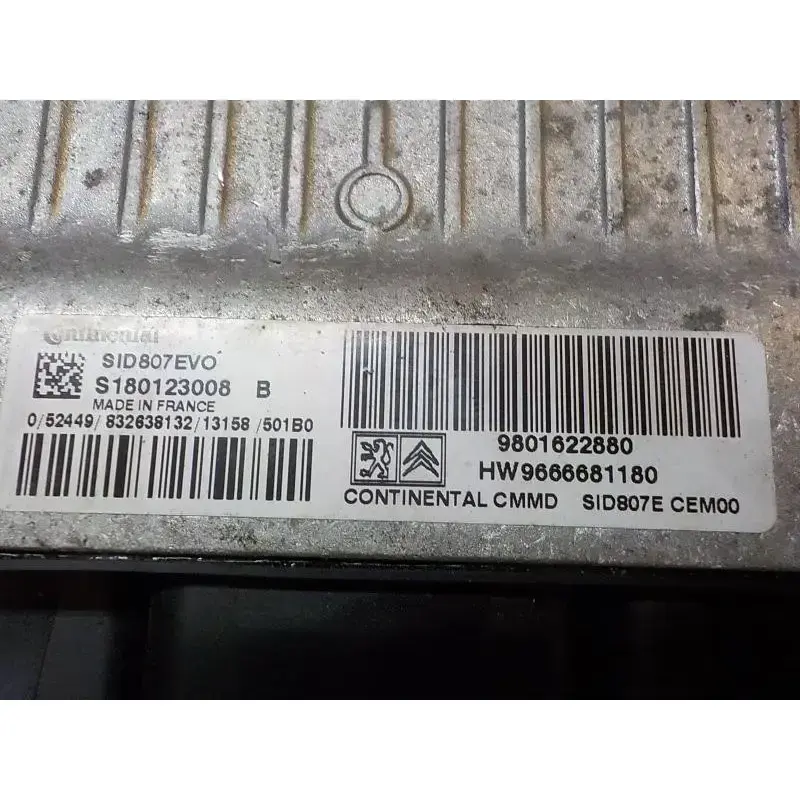 Continental
SID807EVO
S180123008 B
MADE IN FRANCE
0/52449/832638132/13158/501B0
9801622880
HW9666681180
CONTINENTAL CMMD SID807E CEM00